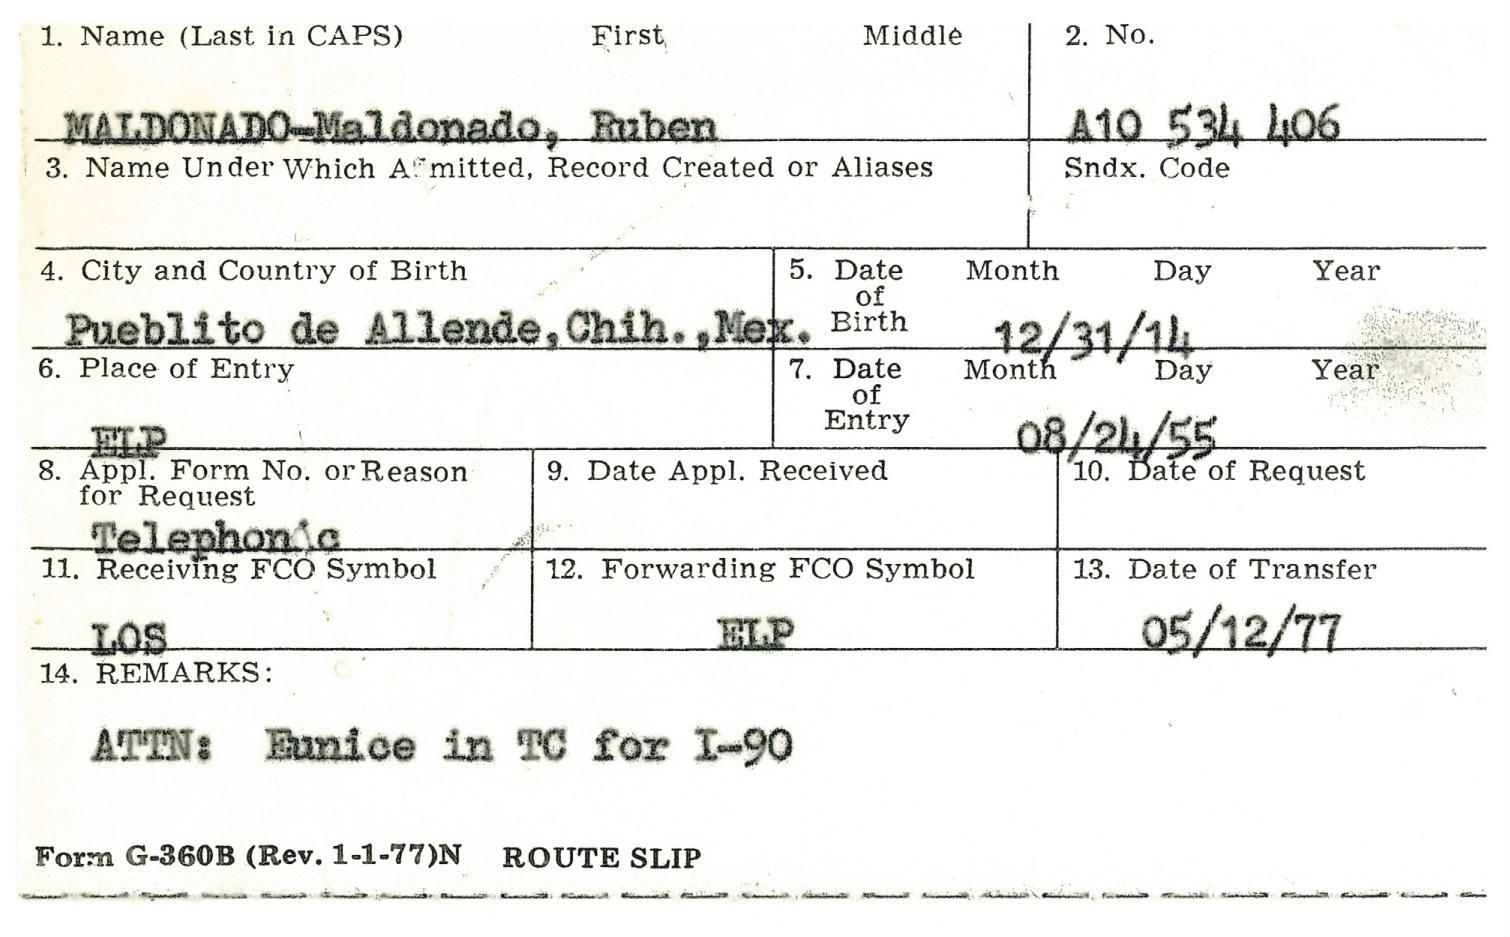 1. Name (Last in CAPS) First Middle 2. No.
MALDONADO-Maldonado, Ruben A10 534 406
3. Name Under Which A mitted, Record Created or Aliases Sndx. Code
4. City and Country of Birth 5. Date of Birth Month Day Year
Pueblito de Allende,Chih.,Mex. 12/31/14
6. Place of Entry 7. Date of Entry Month Day Year
ELP 08/24/55
8. Appl. Form No. or Reason 9. Date Appl. Received 10. Date of Request
for Request
Telephonic
11. Receiving FCO Symbol 12. Forwarding FCO Symbol 13. Date of Transfer
LOS ELP 05/12/77
14. REMARKS:
ATTN: Eunice in TC for I-90
Form G-360B (Rev. 1-1-77)N ROUTE SLIP